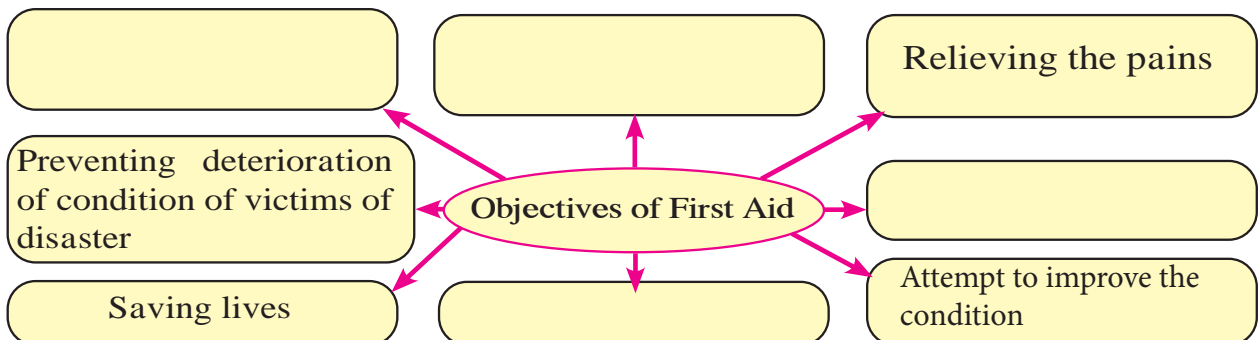 Relieving the pains
Preventing deterioration
of condition of victims of
disaster
Objectives of First Aid
Saving lives
Attempt to improve the
condition